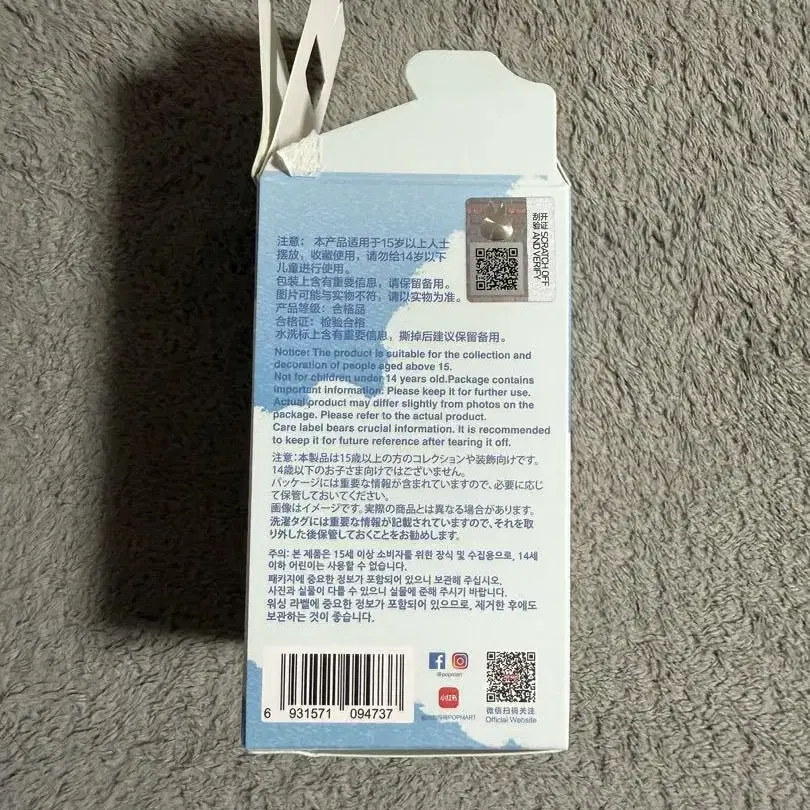 开验 SCRATCH OFF
刮验 AND VERIFY
注意： 本产品适用于15岁以上人士
摆放，收藏使用，请勿给14岁以下
儿童进行使用。
包装上含有重要信息，请保留备用。
图片可能与实物不符，请以实物为准。
产品等级：合格品
合格证：检验合格
水洗标上含有重要信息，撕掉后建议保留备用。
Notice: The product is suitable for the collection and
decoration of people aged above 15.
Not for children under 14 years old.Package contains
important information. Please keep it for further use.
Actual product may differ slightly from photos on the
package. Please refer to the actual product.
Care label bears crucial information. It is recommended
to keep it for future reference after tearing it off.
注意:本製品は15歳以上の方のコレクションや装飾向けです。
14歳以下のお子さま向けではございません。
パッケージには重要な情報が含まれていますので、必要に応じ
て保管しておいてください。
画像はイメージです。実際の商品とは異なる場合があります。
洗濯タグには重要な情報が記載されていますので、それを取
り外した後保管しておくことをお勧めします。
주의: 본 제품은 15세 이상 소비자를 위한 장식 및 수집용으로, 14세
이하 어린이는 사용할 수 없습니다.
패키지에 중요한 정보가 포함되어 있으니 보관해 주십시오.
사진과 실물이 다를 수 있으니 실물에 준해 주시기 바랍니다.
워싱 라벨에 중요한 정보가 포함되어 있으므로, 제거한 후에도
보관하는 것이 좋습니다.
6 931571 094737
@popmart
小红书
POPMART
微信扫码关注
Official Website